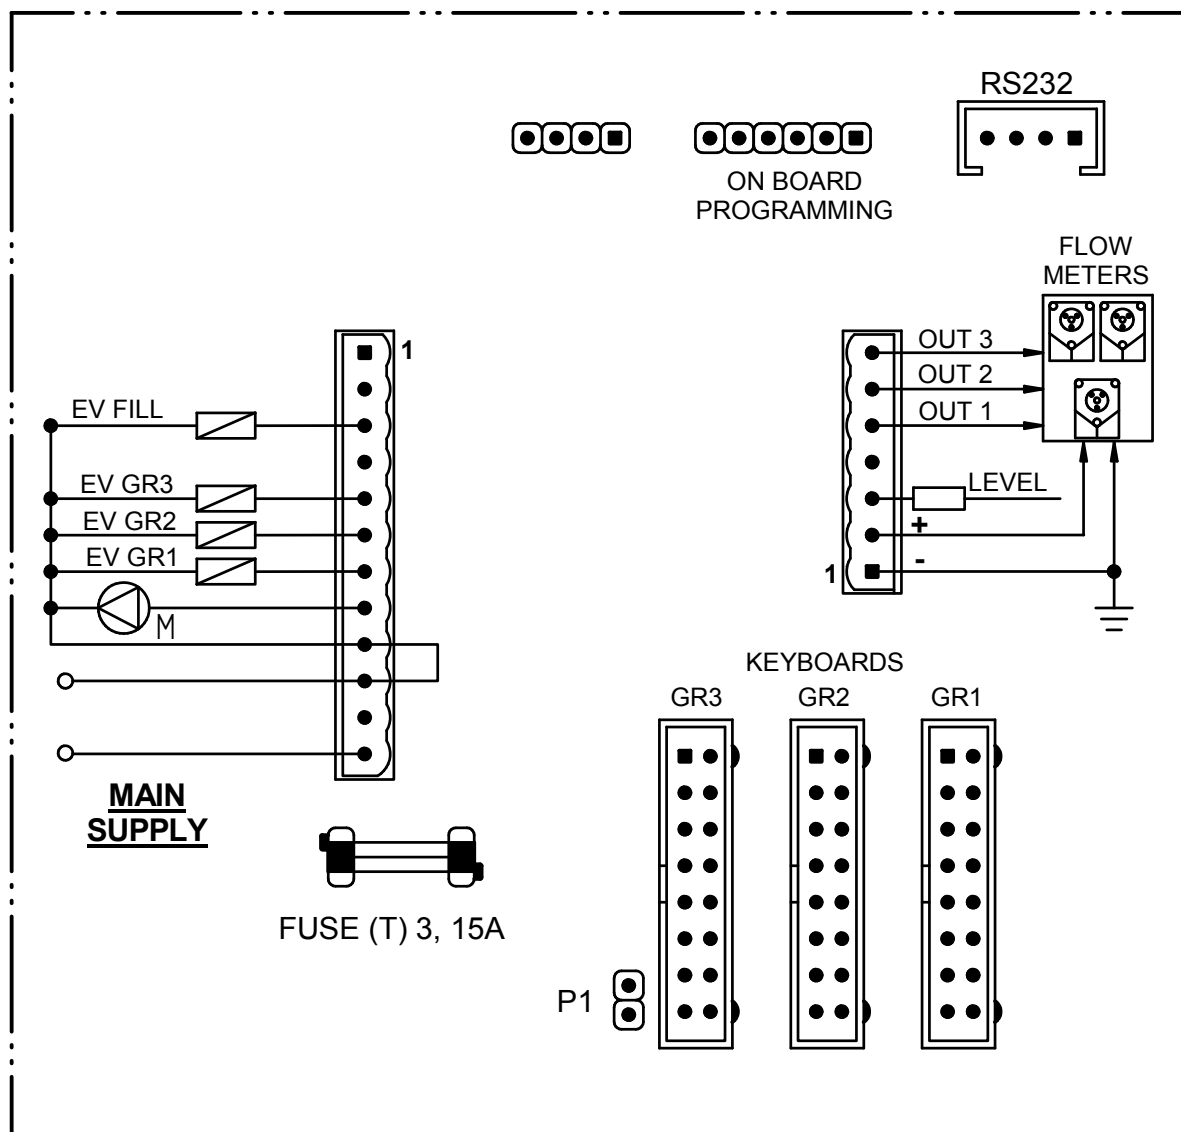 RS232
ON BOARD
PROGRAMMING
FLOW
METERS
1
OUT 3
OUT 2
OUT 1
EV FILL
EV GR3
EV GR2
EV GR1
M
LEVEL
+
-
1
KEYBOARDS
GR3 GR2 GR1
MAIN
SUPPLY
FUSE (T) 3, 15A
P1